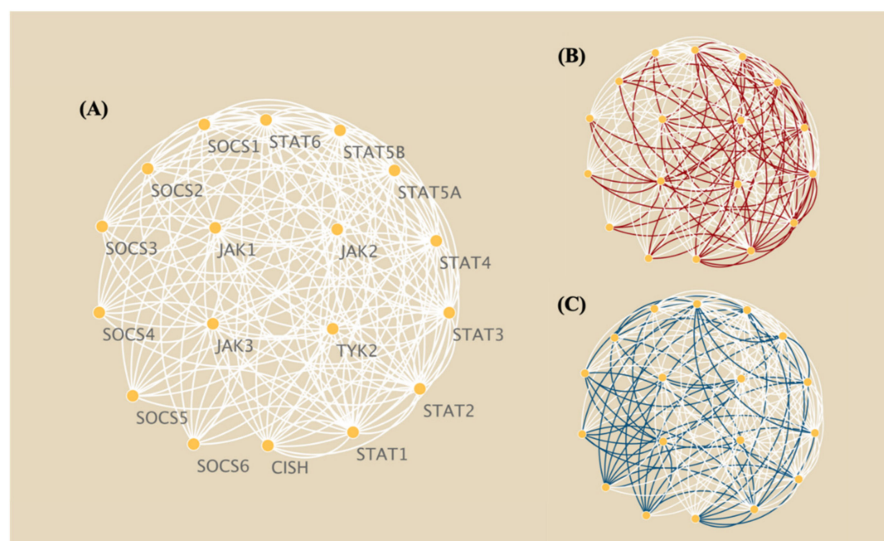 (A)
(B)
(C)
SOCS1
STAT6
STAT5B
SOCS2
STAT5A
SOCS3
JAK1
JAK2
STAT4
SOCS4
JAK3
TYK2
STAT3
SOCS5
STAT2
SOCS6
CISH
STAT1